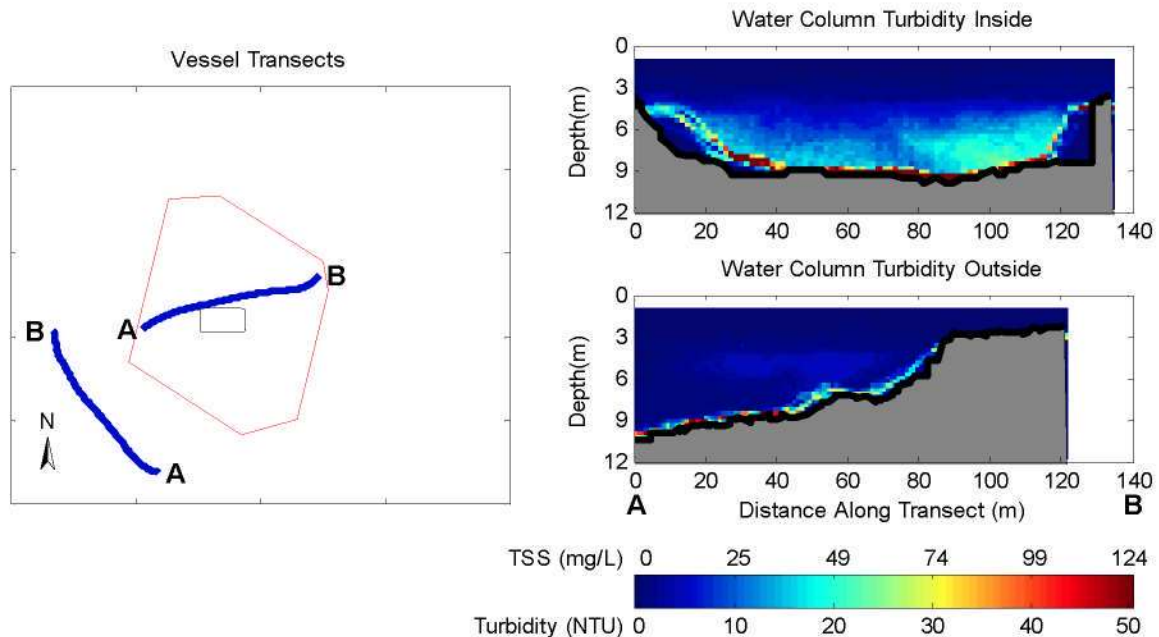 Vessel Transects
B
A
B
A
N
Water Column Turbidity Inside
0
3
6
9
12
Depth(m)
0 20 40 60 80 100 120 140
Water Column Turbidity Outside
0
3
6
9
12
Depth(m)
0 20 40 60 80 100 120 140
A Distance Along Transect (m) B
TSS (mg/L) 0 25 49 74 99 124
Turbidity (NTU) 0 10 20 30 40 50